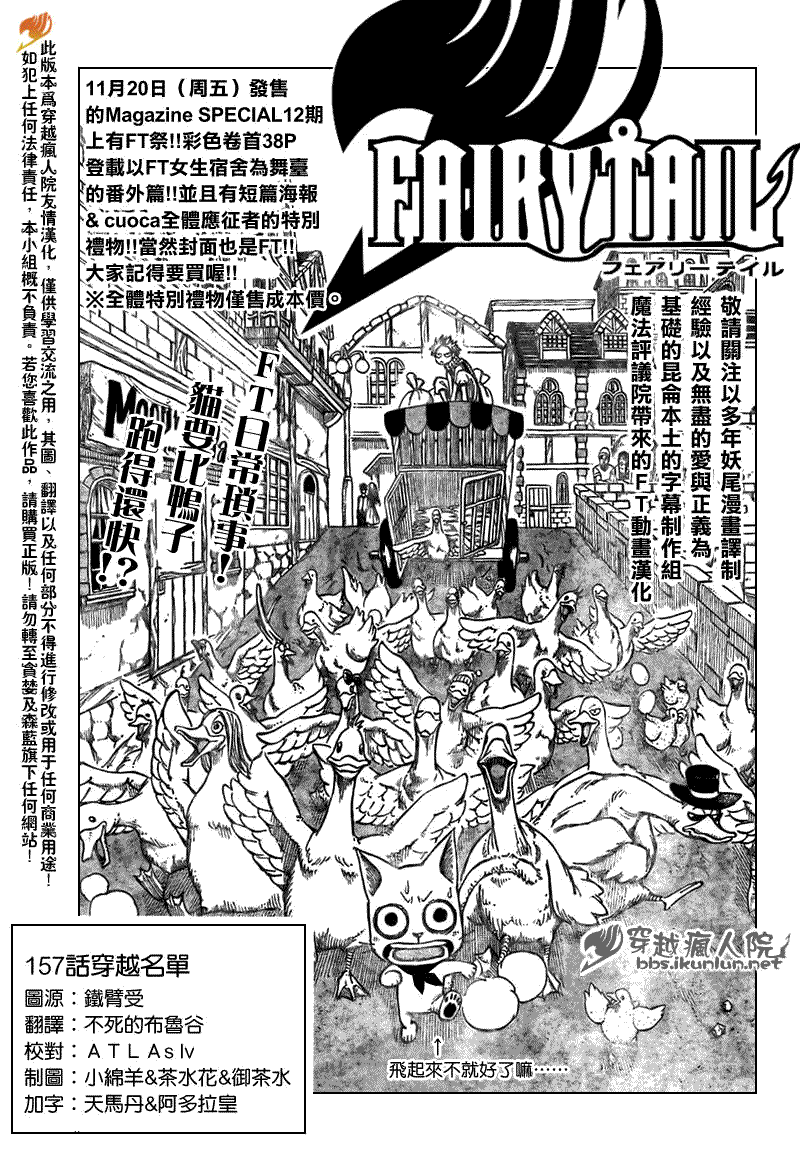 此版本爲穿越瘋人院友情漢化，僅供學習交流之用，其圖、翻譯以及任何部分不得進行修改或用于任何商業用途！
如犯上任何法律責任，本小組概不負責。若您喜歡此作品，請購買正版！請勿轉至貪婪及森藍旗下任何網站！
11月20日（周五）發售
的Magazine SPECIAL12期
上有FT祭!!彩色卷首38P
登載以FT女生宿舍為舞臺
的番外篇!!並且有短篇海報
& cuoca全體應征者的特別
禮物!!當然封面也是FT!!
大家記得要買喔!!
※全體特別禮物僅售成本價。
FAIRY TAIL
フェアリーテイル
敬請關注以多年妖尾漫畫譯制
經驗以及無盡的愛與正義為
基礎的昆侖本土的字幕制作組
魔法評議院帶來的FT動畫漢化
FT日常瑣事！
貓要比鴨子
跑得還快!?
飛起來不就好了嘛……
穿越瘋人院
bbs.ikunlun.net
157話穿越名單
圖源：鐵臂受
翻譯：不死的布魯谷
校對：ＡＴＬＡｓｌｖ
制圖：小綿羊&茶水花&御茶水
加字：天馬丹&阿多拉皇